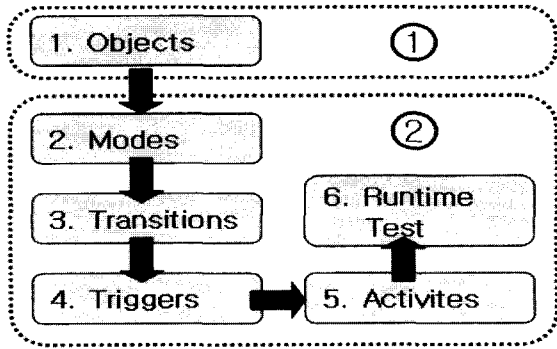 1. Objects
①
2. Modes
②
3. Transitions
6. Runtime
Test
4. Triggers
5. Activites